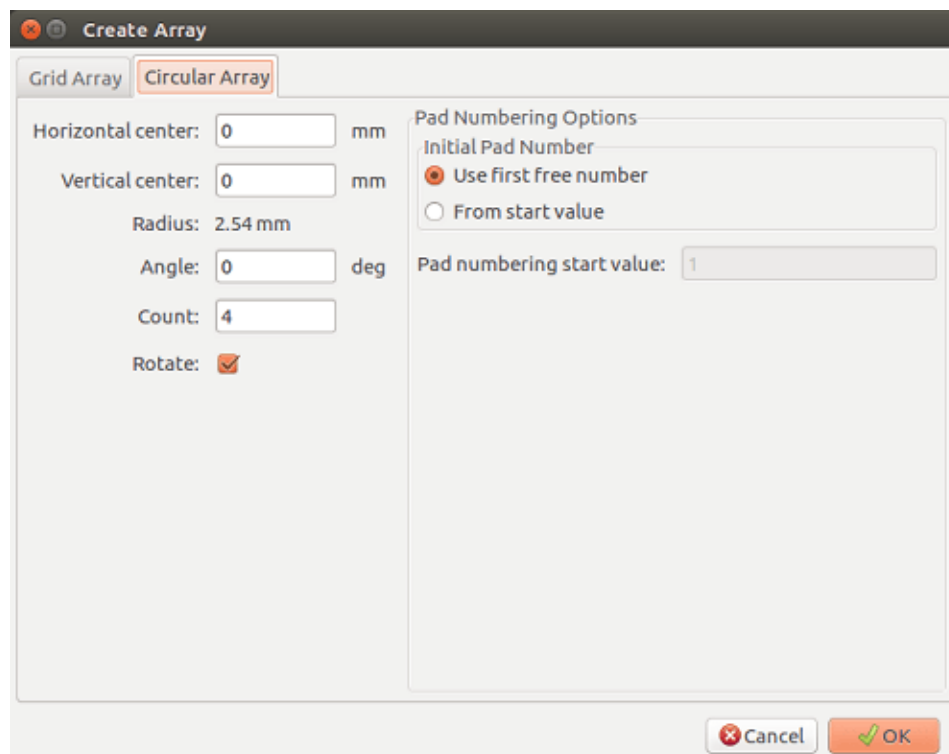 Create Array
Grid Array Circular Array
Horizontal center: 0 mm
Vertical center: 0 mm
Radius: 2.54 mm
Angle: 0 deg
Count: 4
Rotate:
Pad Numbering Options
Initial Pad Number
Use first free number
From start value
Pad numbering start value: 1
Cancel OK